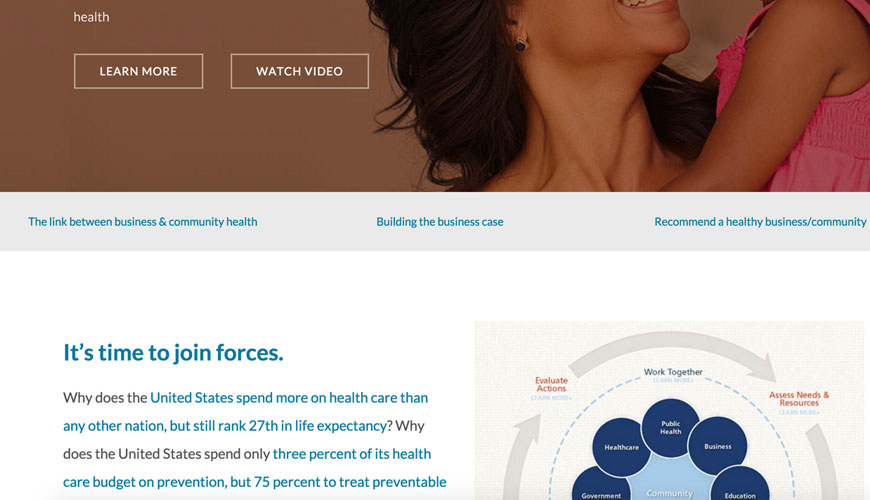 health
LEARN MORE
WATCH VIDEO
The link between business & community health
Building the business case
Recommend a healthy business/community
It’s time to join forces.
Why does the United States spend more on health care than
any other nation, but still rank 27th in life expectancy? Why
does the United States spend only three percent of its health
care budget on prevention, but 75 percent to treat preventable
Work Together
LEARN MORE»
Evaluate
Actions
LEARN MORE»
Assess Needs &
Resources
LEARN MORE»
Public
Health
Healthcare
Business
Government
Community
Education